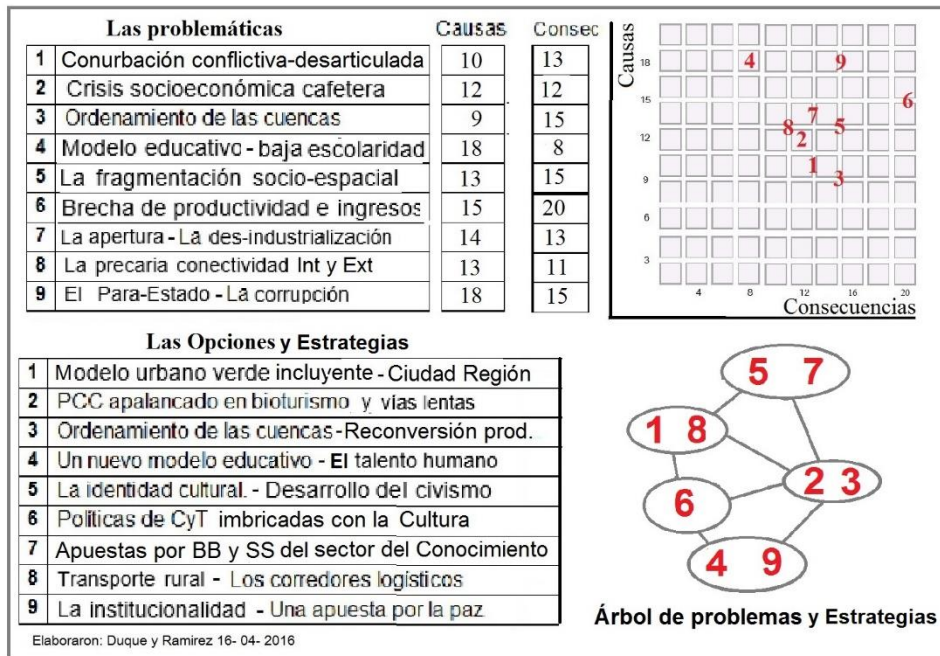 Las problemáticas Causas Consec
1 Conurbación conflictiva-desarticulada 10 13
2 Crisis socioeconómica cafetera 12 12
3 Ordenamiento de las cuencas 9 15
4 Modelo educativo - baja escolaridad 18 8
5 La fragmentación socio-espacial 13 15
6 Brecha de productividad e ingresos 15 20
7 La apertura - La des-industrialización 14 13
8 La precaria conectividad Int y Ext 13 11
9 El Para-Estado - La corrupción 18 15
Causas
18 4 9
15 6
7
12 8 2 5
1
9 3
6
3
4 8 12 16 20
Consecuencias
Las Opciones y Estrategias
1 Modelo urbano verde incluyente - Ciudad Región
2 PCC apalancado en bioturismo y vías lentas
3 Ordenamiento de las cuencas-Reconversión prod.
4 Un nuevo modelo educativo - El talento humano
5 La identidad cultural. - Desarrollo del civismo
6 Políticas de CyT imbricadas con la Cultura
7 Apuestas por BB y SS del sector del Conocimiento
8 Transporte rural - Los corredores logísticos
9 La institucionalidad - Una apuesta por la paz
Elaboraron: Duque y Ramirez 16- 04- 2016
5 7
1 8
2 3
6
4 9
Árbol de problemas y Estrategias